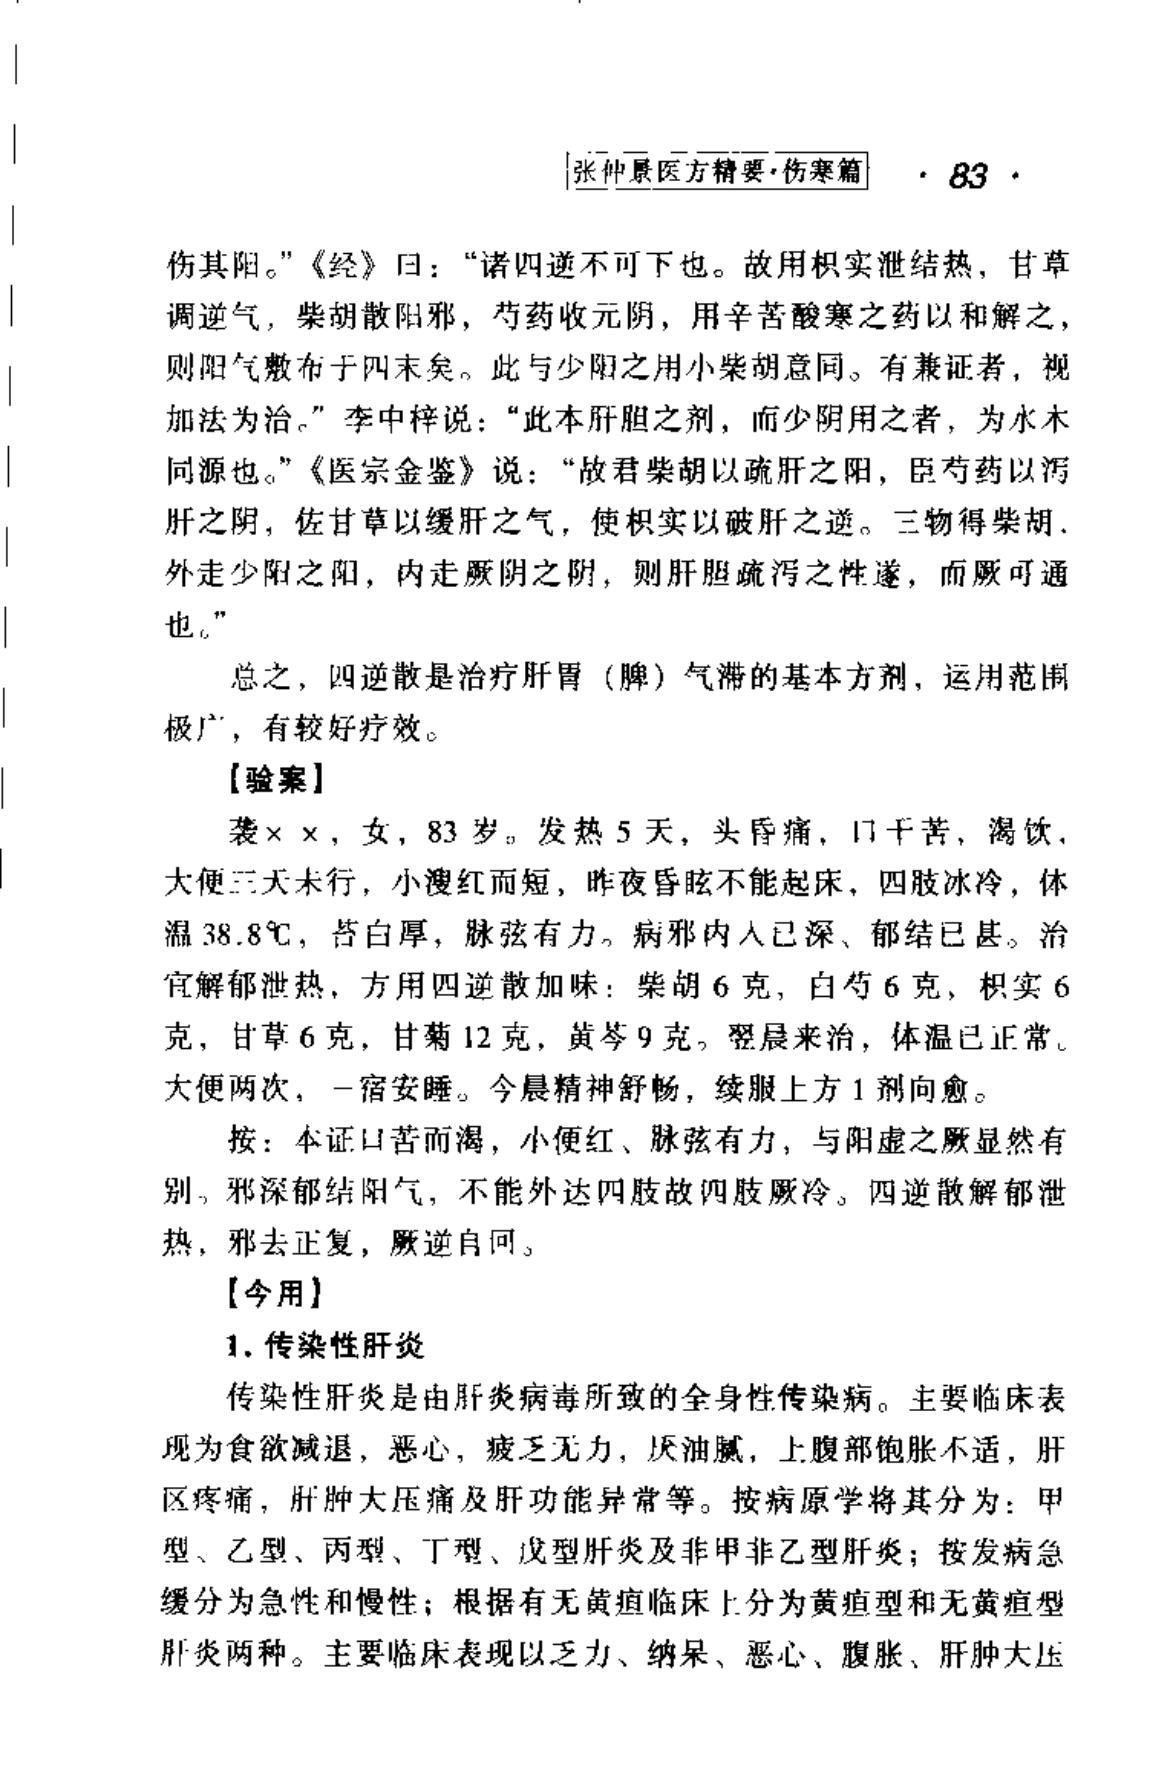 张仲景医方精要·伤寒篇 · 83 ·
伤其阳。”《经》曰：“诸四逆不可下也。故用枳实泄结热，甘草
调逆气，柴胡散阳邪，芍药收元阴，用辛苦酸寒之药以和解之，
则阳气敷布于四末矣。此与少阳之用小柴胡意同。有兼证者，视
加法为治。”李中梓说：“此本肝胆之剂，而少阴用之者，为水木
同源也。”《医宗金鉴》说：“故君柴胡以疏肝之阳，臣芍药以泻
肝之阴，佐甘草以缓肝之气，使枳实以破肝之逆。三物得柴胡.
外走少阳之阳，内走厥阴之阴，则肝胆疏泻之性遂，而厥可通
也。”
总之，四逆散是治疗肝胃（脾）气滞的基本方剂，运用范围
极广，有较好疗效。
【验案】
袭××，女，83 岁。发热 5 天，头昏痛，口干苦，渴饮，
大便三天未行，小溲红而短，昨夜昏眩不能起床，四肢冰冷，体
温 38.8℃，苔白厚，脉弦有力。病邪内入已深、郁结已甚。治
宜解郁泄热，方用四逆散加味：柴胡 6 克，白芍 6 克，枳实 6
克，甘草 6 克，甘菊 12 克，黄芩 9 克。翌晨来治，体温已正常。
大便两次，一宿安睡。今晨精神舒畅，续服上方 1 剂向愈。
按：本证口苦而渴，小便红、脉弦有力，与阳虚之厥显然有
别。邪深郁结阳气，不能外达四肢故四肢厥冷。四逆散解郁泄
热，邪去正复，厥逆自回。
【今用】
1. 传染性肝炎
传染性肝炎是由肝炎病毒所致的全身性传染病。主要临床表
现为食欲减退，恶心，疲乏无力，厌油腻，上腹部饱胀不适，肝
区疼痛，肝肿大压痛及肝功能异常等。按病原学将其分为：甲
型、乙型、丙型、丁型、戊型肝炎及非甲非乙型肝炎；按发病急
缓分为急性和慢性；根据有无黄疸临床上分为黄疸型和无黄疸型
肝炎两种。主要临床表现以乏力、纳呆、恶心、腹胀、肝肿大压